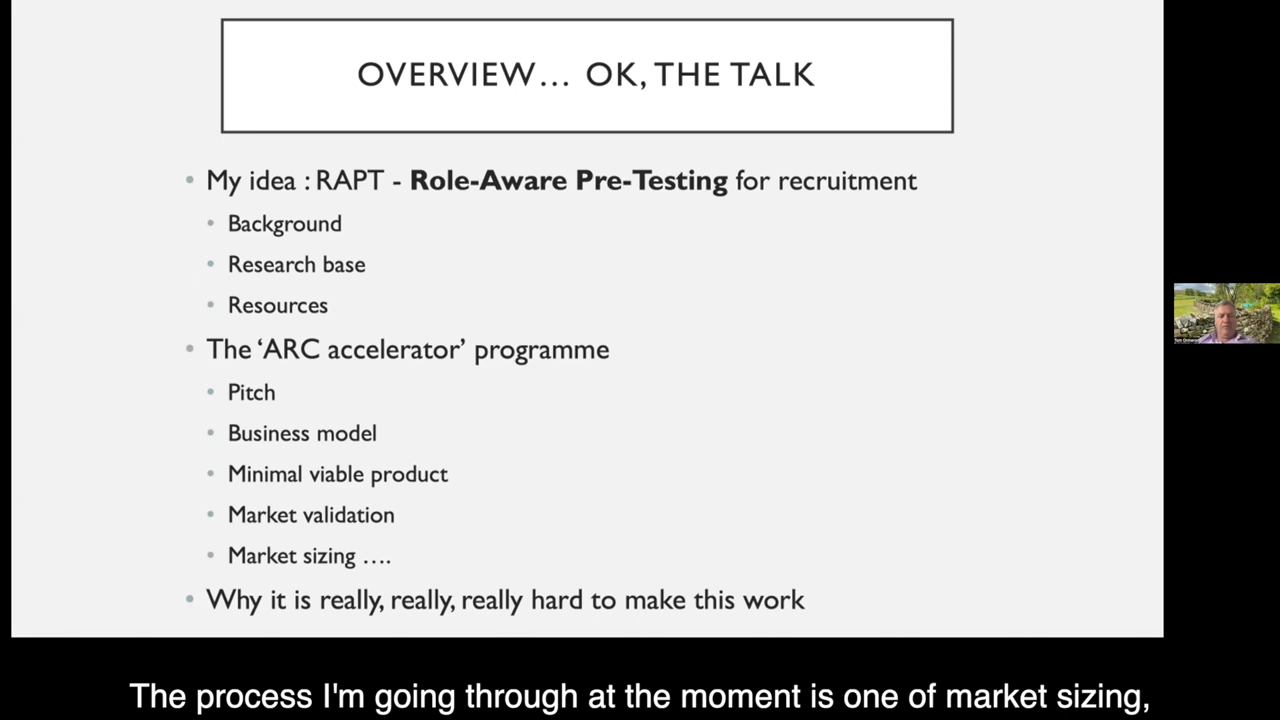 OVERVIEW... OK, THE TALK
• My idea : RAPT - Role-Aware Pre-Testing for recruitment
• Background
• Research base
• Resources
• The ‘ARC accelerator’ programme
• Pitch
• Business model
• Minimal viable product
• Market validation
• Market sizing ....
• Why it is really, really, really hard to make this work
The process I'm going through at the moment is one of market sizing,